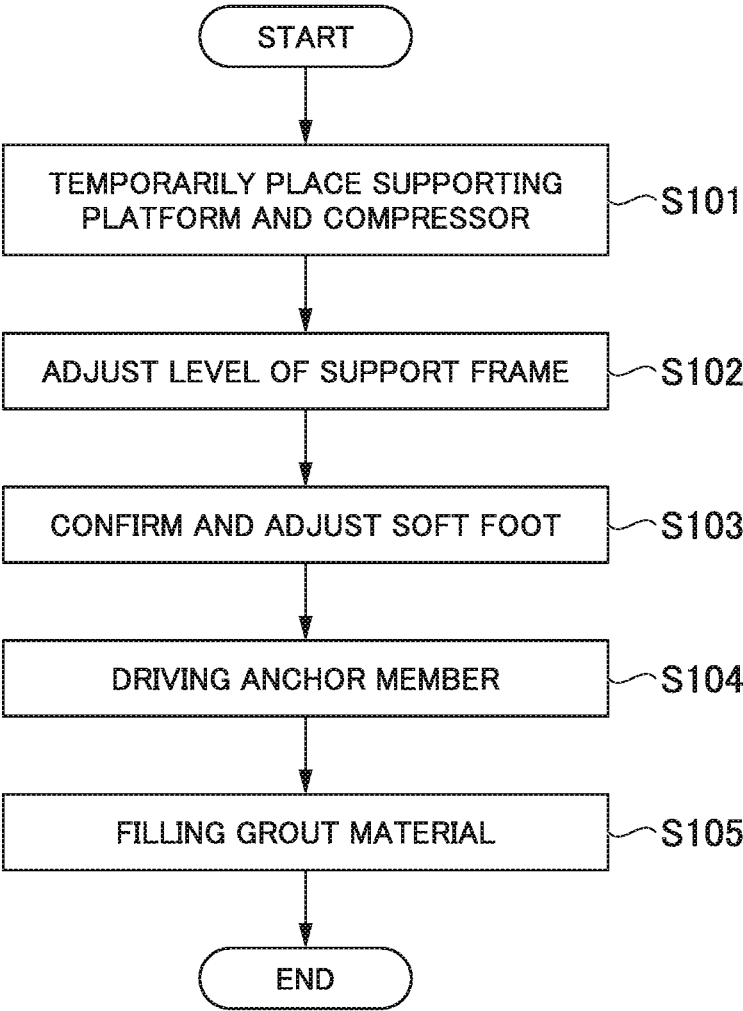 START
TEMPORARILY PLACE SUPPORTING
PLATFORM AND COMPRESSOR
S101
ADJUST LEVEL OF SUPPORT FRAME
S102
CONFIRM AND ADJUST SOFT FOOT
S103
DRIVING ANCHOR MEMBER
S104
FILLING GROUT MATERIAL
S105
END